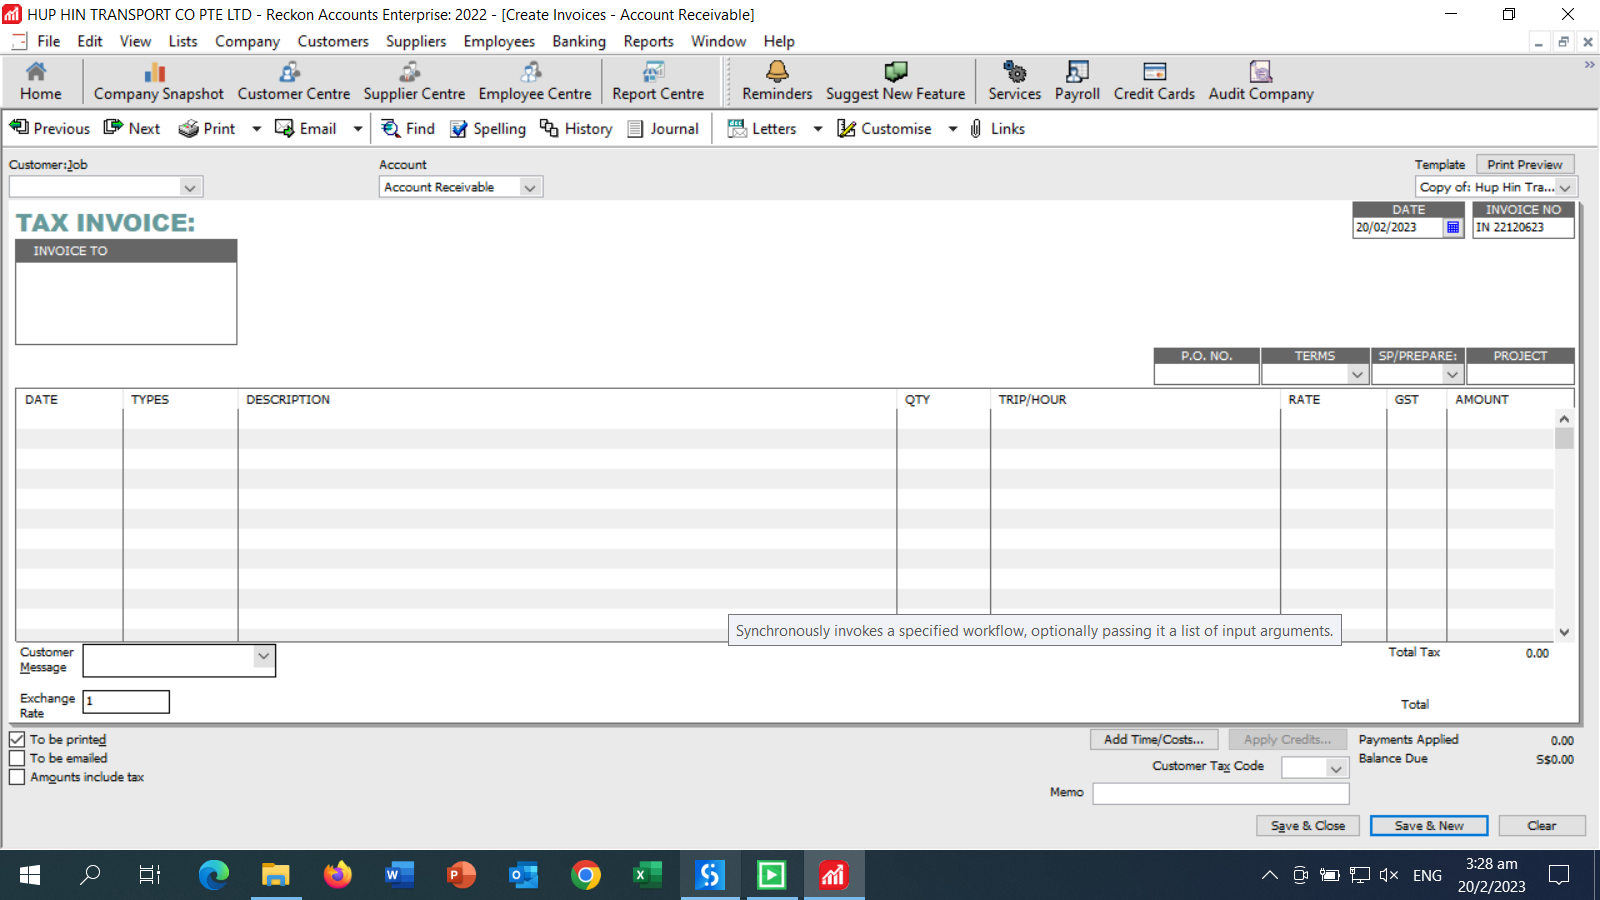 HUP HIN TRANSPORT CO PTE LTD - Reckon Accounts Enterprise: 2022 - [Create Invoices - Account Receivable]
File Edit View Lists Company Customers Suppliers Employees Banking Reports Window Help
Home Company Snapshot Customer Centre Supplier Centre Employee Centre Report Centre Reminders Suggest New Feature Services Payroll Credit Cards Audit Company
Previous Next Print Email Find Spelling History Journal Letters Customise Links
Customer:Job Account Template Print Preview
Account Receivable Copy of: Hup Hin Tra...
TAX INVOICE: DATE INVOICE NO
20/02/2023 IN 22120623
INVOICE TO
P.O. NO. TERMS SP/PREPARE: PROJECT
DATE TYPES DESCRIPTION QTY TRIP/HOUR RATE GST AMOUNT
Synchronously invokes a specified workflow, optionally passing it a list of input arguments.
Customer Message
Total Tax 0.00
Exchange Rate 1
Total
To be printed Add Time/Costs... Apply Credits... Payments Applied 0.00
To be emailed Customer Tax Code Balance Due S$0.00
Amounts include tax
Memo
Save & Close Save & New Clear
3:28 am
ENG
20/2/2023